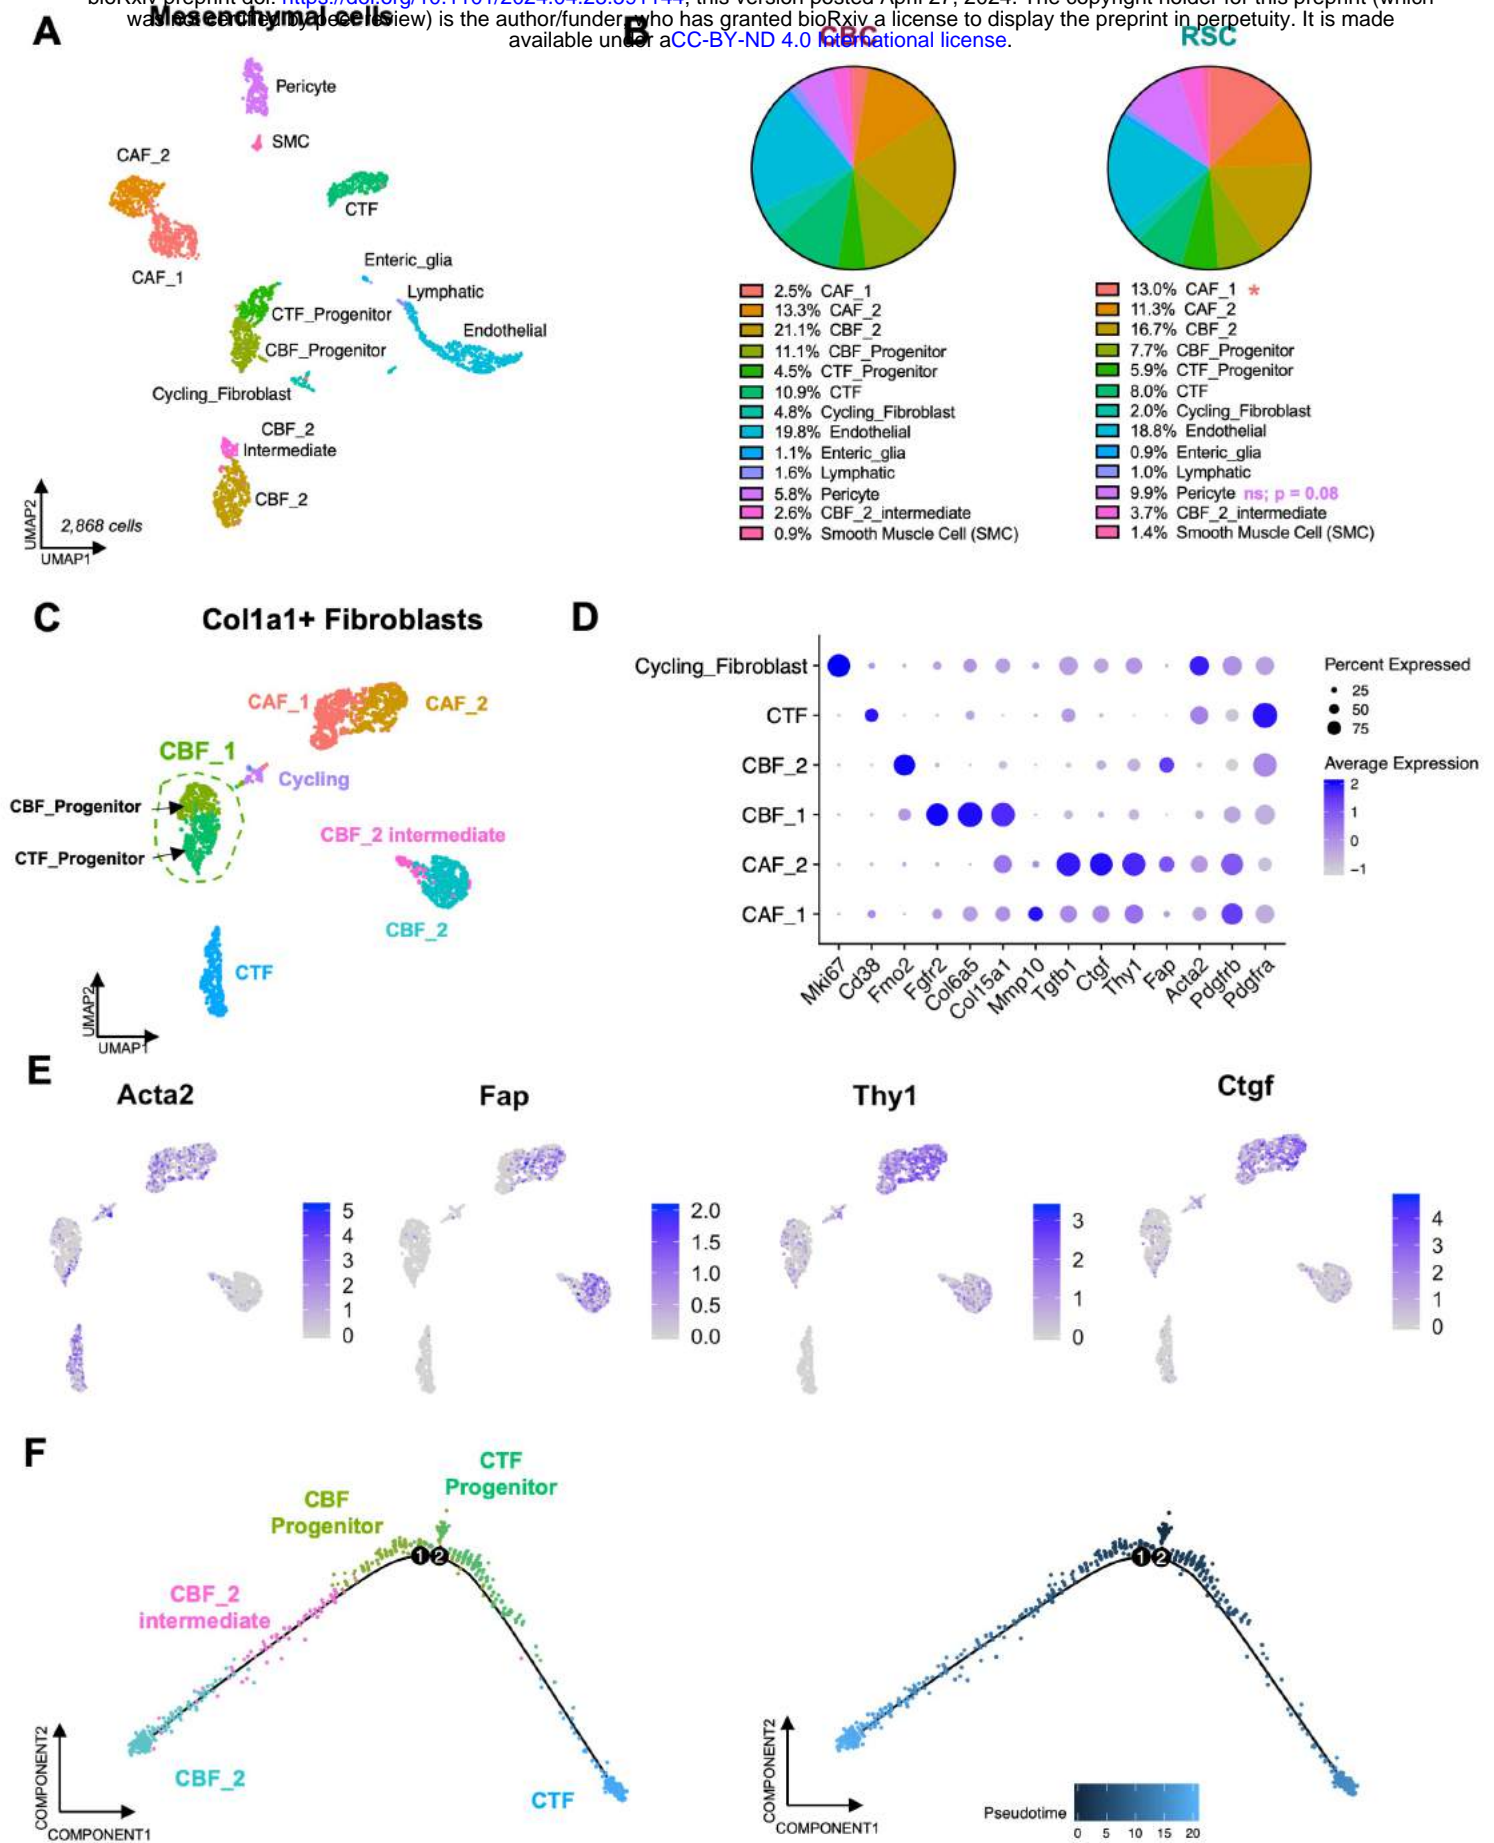 bioRxiv preprint doi: https://doi.org/10.1101/2024.04.25.591144; this version posted April 27, 2024. The copyright holder for this preprint (which
was not certified by peer review) is the author/funder, who has granted bioRxiv a license to display the preprint in perpetuity. It is made
available under aCC-BY-ND 4.0 International license.
A
Mesenchymal cells
Pericyte
SMC
CAF_2
CTF
CAF_1
Enteric_glia
Lymphatic
CTF_Progenitor
Endothelial
CBF_Progenitor
Cycling_Fibroblast
CBF_2
Intermediate
CBF_2
2,868 cells
UMAP2
UMAP1
B
CBC
2.5% CAF_1
13.3% CAF_2
21.1% CBF_2
11.1% CBF_Progenitor
4.5% CTF_Progenitor
10.9% CTF
4.8% Cycling_Fibroblast
19.8% Endothelial
1.1% Enteric_glia
1.6% Lymphatic
5.8% Pericyte
2.6% CBF_2_intermediate
0.9% Smooth Muscle Cell (SMC)
RSC
13.0% CAF_1 *
11.3% CAF_2
16.7% CBF_2
7.7% CBF_Progenitor
5.9% CTF_Progenitor
8.0% CTF
2.0% Cycling_Fibroblast
18.8% Endothelial
0.9% Enteric_glia
1.0% Lymphatic
9.9% Pericyte ns; p = 0.08
3.7% CBF_2_intermediate
1.4% Smooth Muscle Cell (SMC)
C
Col1a1+ Fibroblasts
CAF_1
CAF_2
CBF_1
Cycling
CBF_Progenitor
CBF_2 intermediate
CTF_Progenitor
CBF_2
CTF
UMAP2
UMAP1
D
Cycling_Fibroblast
CTF
CBF_2
CBF_1
CAF_2
CAF_1
Mki67
Cd38
Fmo2
Fgfr2
Col6a5
Col15a1
Mmp10
Tgfb1
Ctgf
Thy1
Fap
Acta2
Pdgfrb
Pdgfra
Percent Expressed
25
50
75
Average Expression
2
1
0
−1
E
Acta2
5
4
3
2
1
0
Fap
2.0
1.5
1.0
0.5
0.0
Thy1
3
2
1
0
Ctgf
4
3
2
1
0
F
CTF
Progenitor
CBF
Progenitor
1 2
CBF_2
intermediate
CBF_2
CTF
COMPONENT2
COMPONENT1
1 2
COMPONENT2
COMPONENT1
Pseudotime
0 5 10 15 20